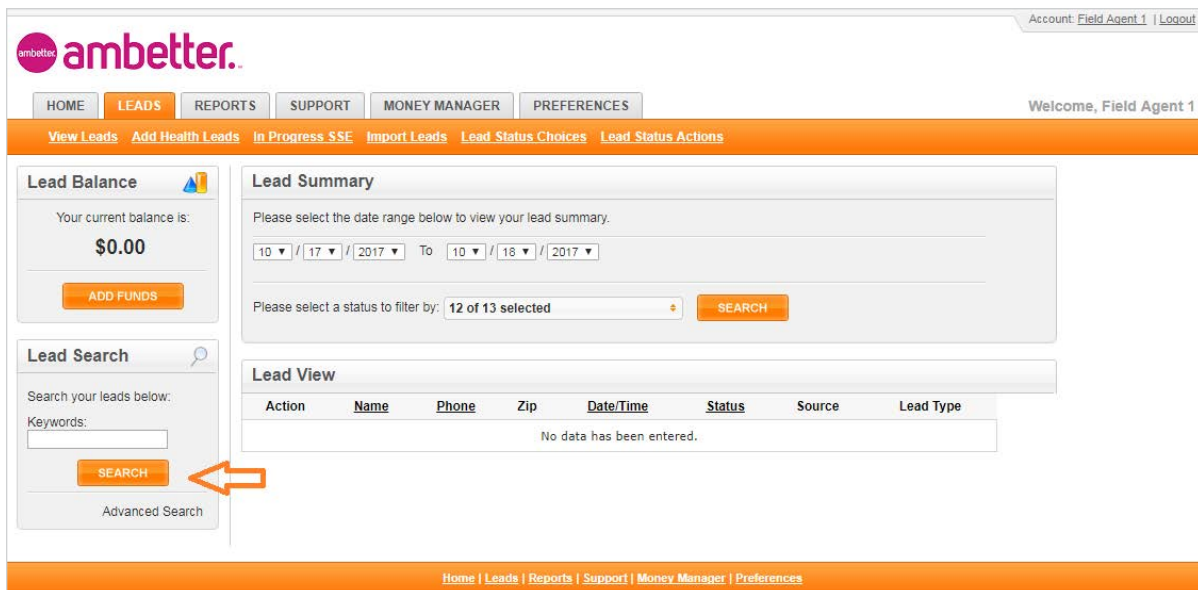 Account: Field Agent 1 | Logout
ambetter. ambetter.
HOME LEADS REPORTS SUPPORT MONEY MANAGER PREFERENCES
Welcome, Field Agent 1
View Leads Add Health Leads In Progress SSE Import Leads Lead Status Choices Lead Status Actions
Lead Balance
Your current balance is:
$0.00
ADD FUNDS
Lead Search
Search your leads below:
Keywords:
SEARCH
Advanced Search
Lead Summary
Please select the date range below to view your lead summary.
10 / 17 / 2017 To 10 / 18 / 2017
Please select a status to filter by: 12 of 13 selected SEARCH
Lead View
Action Name Phone Zip Date/Time Status Source Lead Type
No data has been entered.
Home | Leads | Reports | Support | Money Manager | Preferences